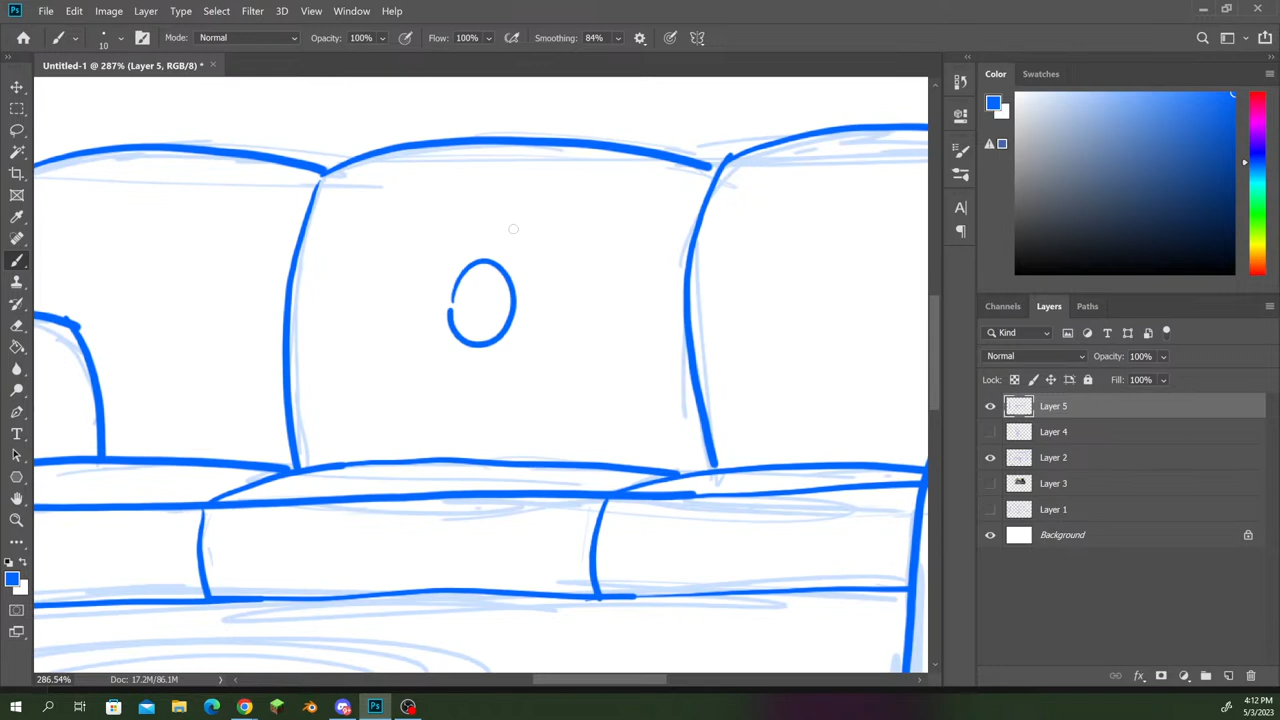 Ps File Edit Image Layer Type Select Filter 3D View Window Help
10 Mode: Normal Opacity: 100% Flow: 100% Smoothing: 84%
Untitled-1 @ 287% (Layer 5, RGB/8) *
Color Swatches
Channels Layers Paths
Kind
Normal Opacity: 100%
Lock: Fill: 100%
Layer 5
Layer 4
Layer 2
Layer 3
Layer 1
Background
286.54% Doc: 17.2M/86.1M
Ps 4:12 PM
5/3/2023